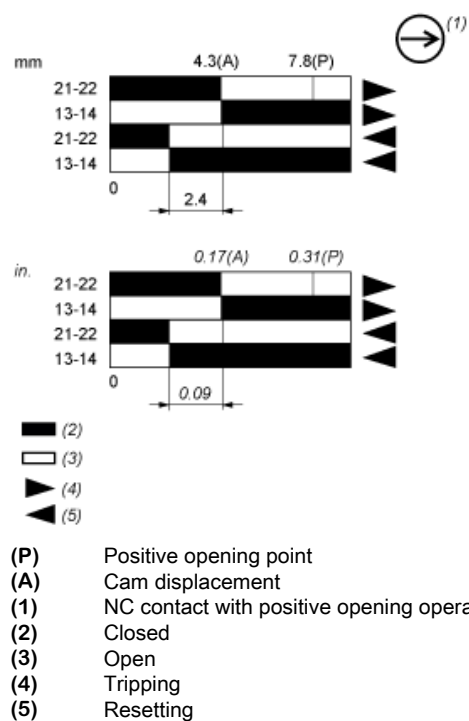 (1)
mm 4.3(A) 7.8(P)
21-22
13-14
21-22
13-14
0
2.4
in. 0.17(A) 0.31(P)
21-22
13-14
21-22
13-14
0
0.09
(2)
(3)
(4)
(5)
(P) Positive opening point
(A) Cam displacement
(1) NC contact with positive opening opera
(2) Closed
(3) Open
(4) Tripping
(5) Resetting